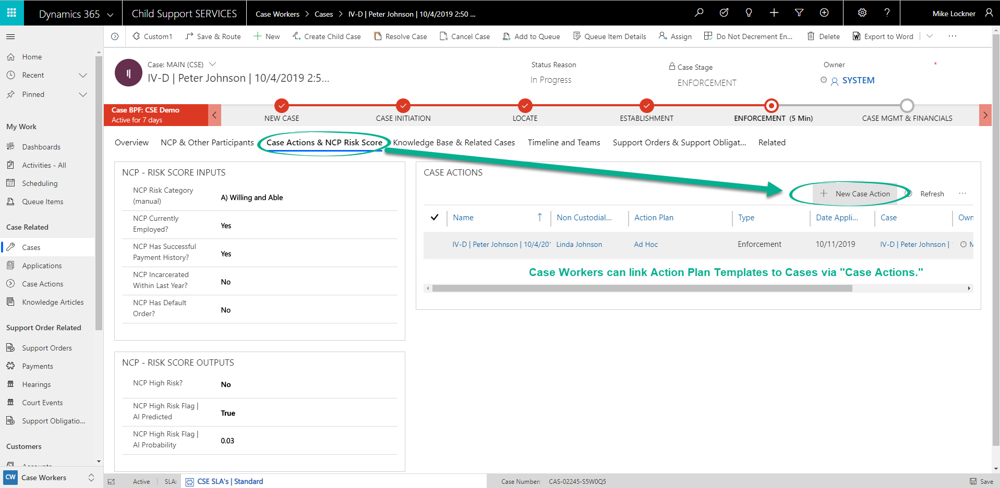 Dynamics 365
Child Support SERVICES
Case Workers > Cases > IV-D | Peter Johnson | 10/4/2019 2:50 ...
Mike Lockner
Custom1
Save & Route
New
Create Child Case
Resolve Case
Cancel Case
Add to Queue
Queue Item Details
Assign
Do Not Decrement En...
Delete
Export to Word
Home
Recent
Pinned
My Work
Dashboards
Activities - All
Scheduling
Queue Items
Case Related
Cases
Applications
Case Actions
Knowledge Articles
Support Order Related
Support Orders
Payments
Hearings
Court Events
Support Obligatio...
Customers
Accounts
CW Case Workers
I|
Case: MAIN (CSE)
IV-D | Peter Johnson | 10/4/2019 2:5...
Status Reason
In Progress
Case Stage
ENFORCEMENT
Owner
*
SYSTEM
Case BPF: CSE Demo
Active for 7 days
NEW CASE
CASE INITIATION
LOCATE
ESTABLISHMENT
ENFORCEMENT (5 Min)
CASE MGMT & FINANCIALS
Overview
NCP & Other Participants
Case Actions & NCP Risk Score
Knowledge Base & Related Cases
Timeline and Teams
Support Orders & Support Obligat...
Related
NCP - RISK SCORE INPUTS
NCP Risk Category
(manual)
A) Willing and Able
NCP Currently
Employed?
Yes
NCP Has Successful
Payment History?
Yes
NCP Incarcerated
Within Last Year?
No
NCP Has Default
Order?
No
NCP - RISK SCORE OUTPUTS
NCP High Risk?
No
NCP High Risk Flag |
AI Predicted
True
NCP High Risk Flag |
AI Probability
0.03
CASE ACTIONS
New Case Action
Refresh
...
Name
Non Custodial...
Action Plan
Type
Date Appli...
Case
Own
IV-D | Peter Johnson | 10/4/201
Linda Johnson
Ad Hoc
Enforcement
10/11/2019
IV-D | Peter Johnson |
M
Case Workers can link Action Plan Templates to Cases via "Case Actions."
Active
SLA:
CSE SLA's | Standard
Case Number:
CAS-02245-S5W0Q5
Save